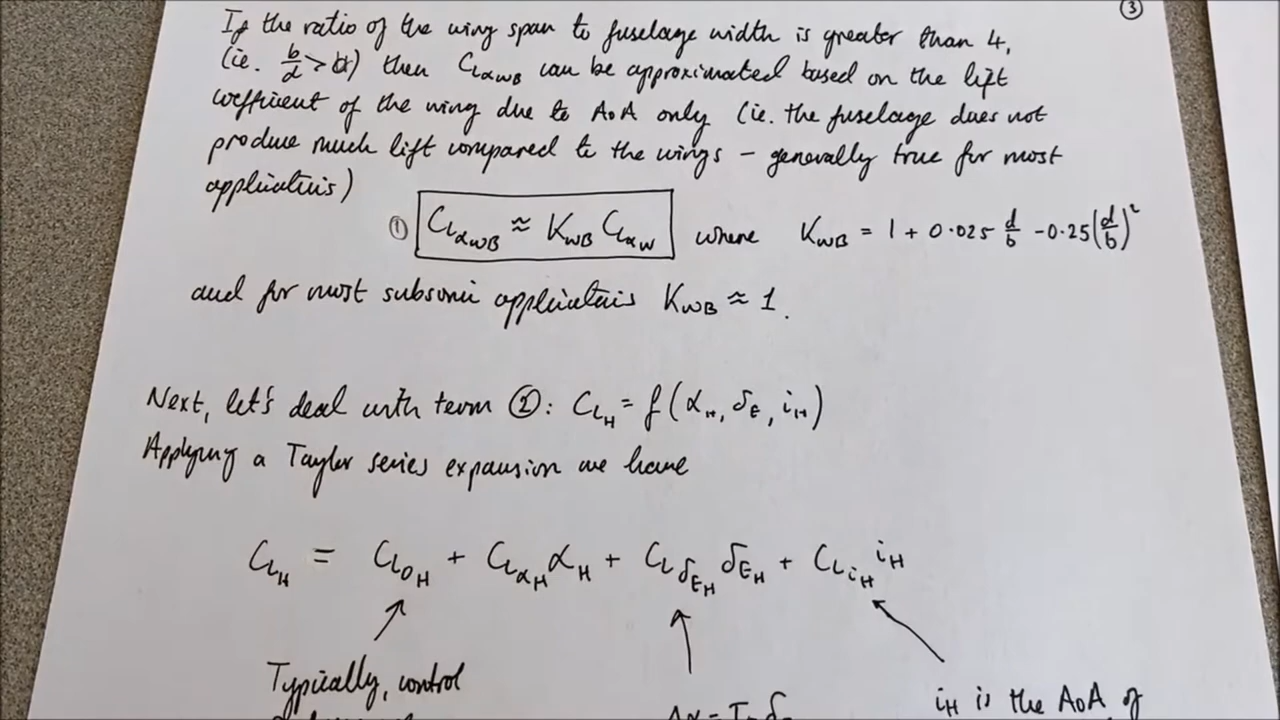 ③
If the ratio of the wing span to fuselage width is greater than 4,
(ie. b/d > 4) then C_LαWB can be approximated based on the lift
coefficient of the wing due to AoA only (ie. the fuselage does not
produce much lift compared to the wings – generally true for most
applications)
① C_LαWB ≈ K_WB C_LαW where K_WB = 1 + 0.025 d/b - 0.25(d/b)²
and for most subsonic applications K_WB ≈ 1.
Next, let's deal with term ②: C_LH = f(α_H, δ_E, i_H)
Applying a Taylor series expansion we have
C_LH = C_L0H + C_LαH α_H + C_LδEH δ_EH + C_LiH i_H
Typically, control
i_H is the AoA of